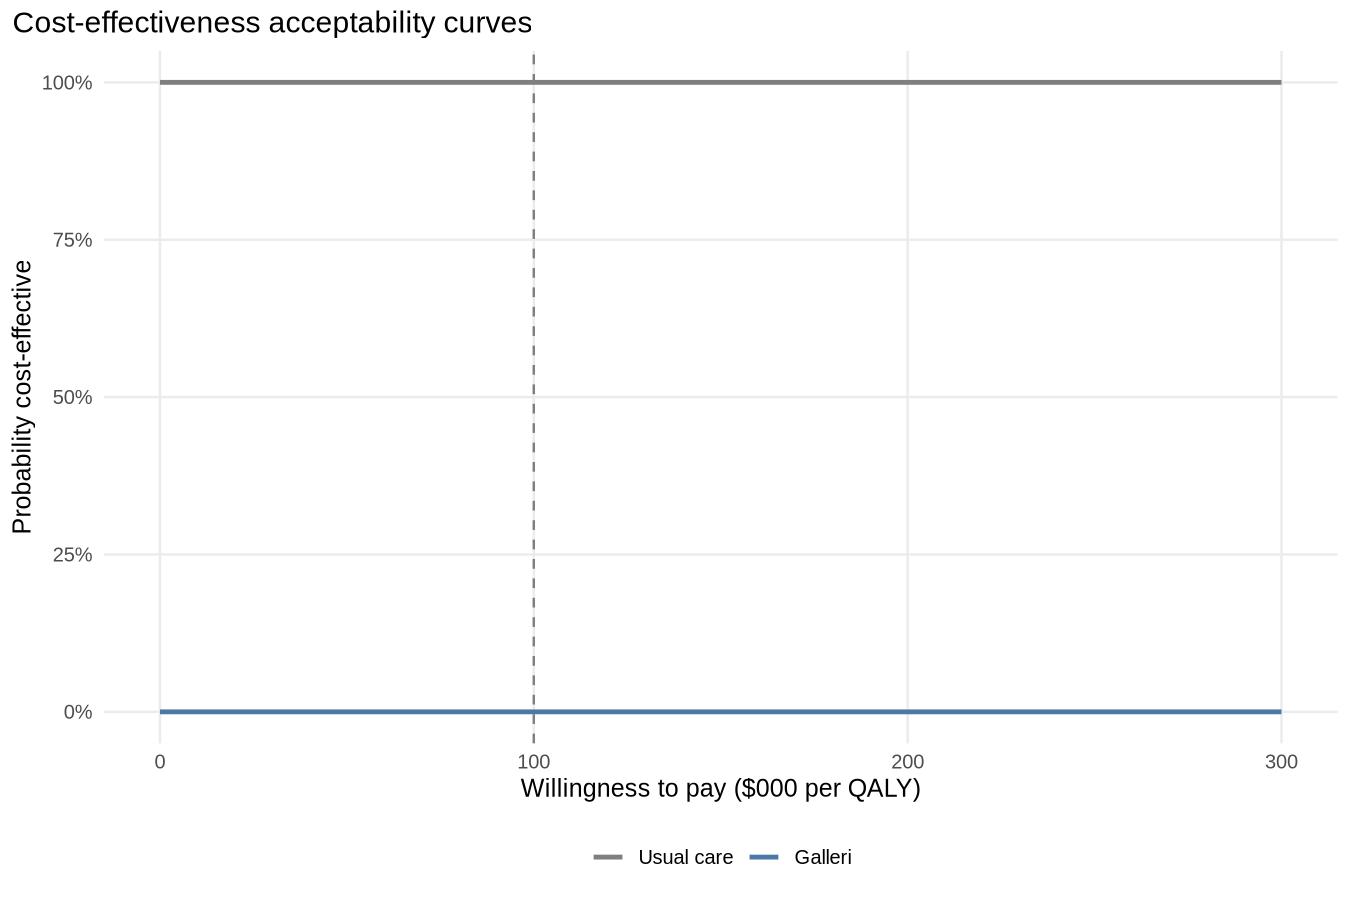 Cost-effectiveness acceptability curves
100%
75%
50%
25%
0%
Probability cost-effective
0 100 200 300
Willingness to pay ($000 per QALY)
Usual care Galleri